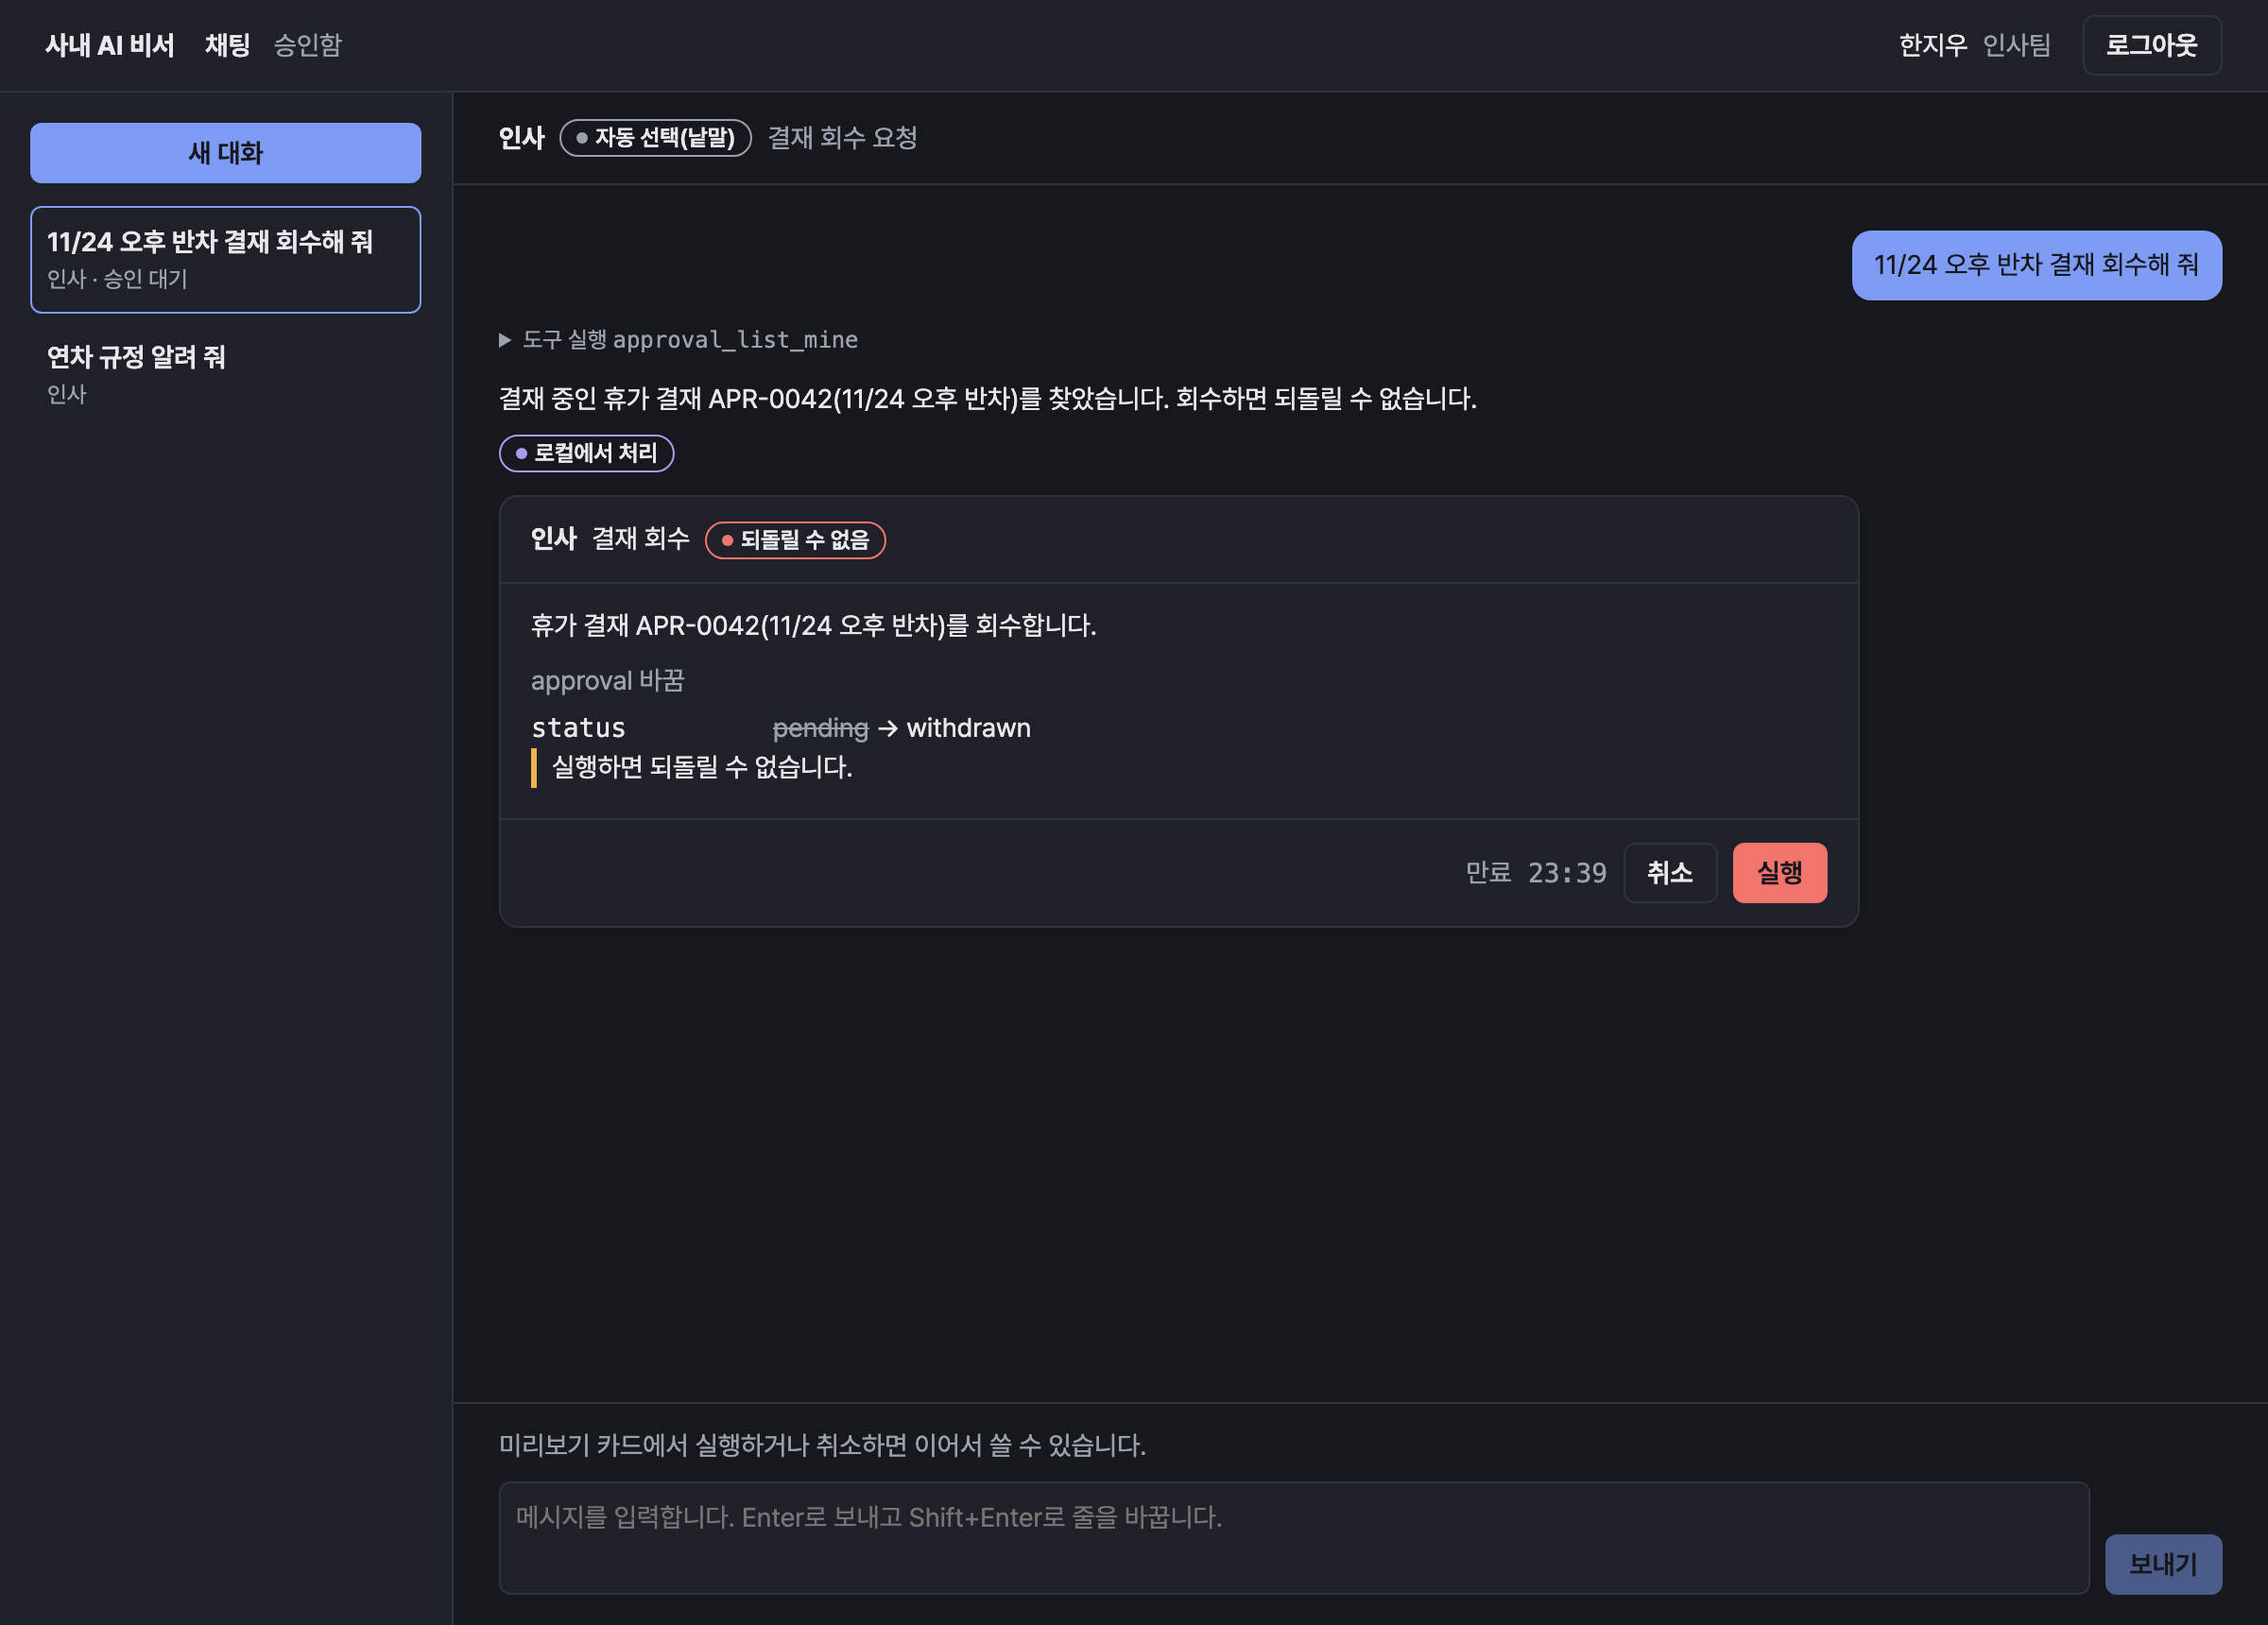 사내 AI 비서 채팅 승인함 한지우 인사팀 로그아웃
새 대화
11/24 오후 반차 결재 회수해 줘
인사 · 승인 대기
연차 규정 알려 줘
인사
인사 자동 선택(낱말) 결재 회수 요청
11/24 오후 반차 결재 회수해 줘
▶ 도구 실행 approval_list_mine
결재 중인 휴가 결재 APR-0042(11/24 오후 반차)를 찾았습니다. 회수하면 되돌릴 수 없습니다.
로컬에서 처리
인사 결재 회수 되돌릴 수 없음
휴가 결재 APR-0042(11/24 오후 반차)를 회수합니다.
approval 바꿈
status pending → withdrawn
실행하면 되돌릴 수 없습니다.
만료 23:39 취소 실행
미리보기 카드에서 실행하거나 취소하면 이어서 쓸 수 있습니다.
메시지를 입력합니다. Enter로 보내고 Shift+Enter로 줄을 바꿉니다.
보내기